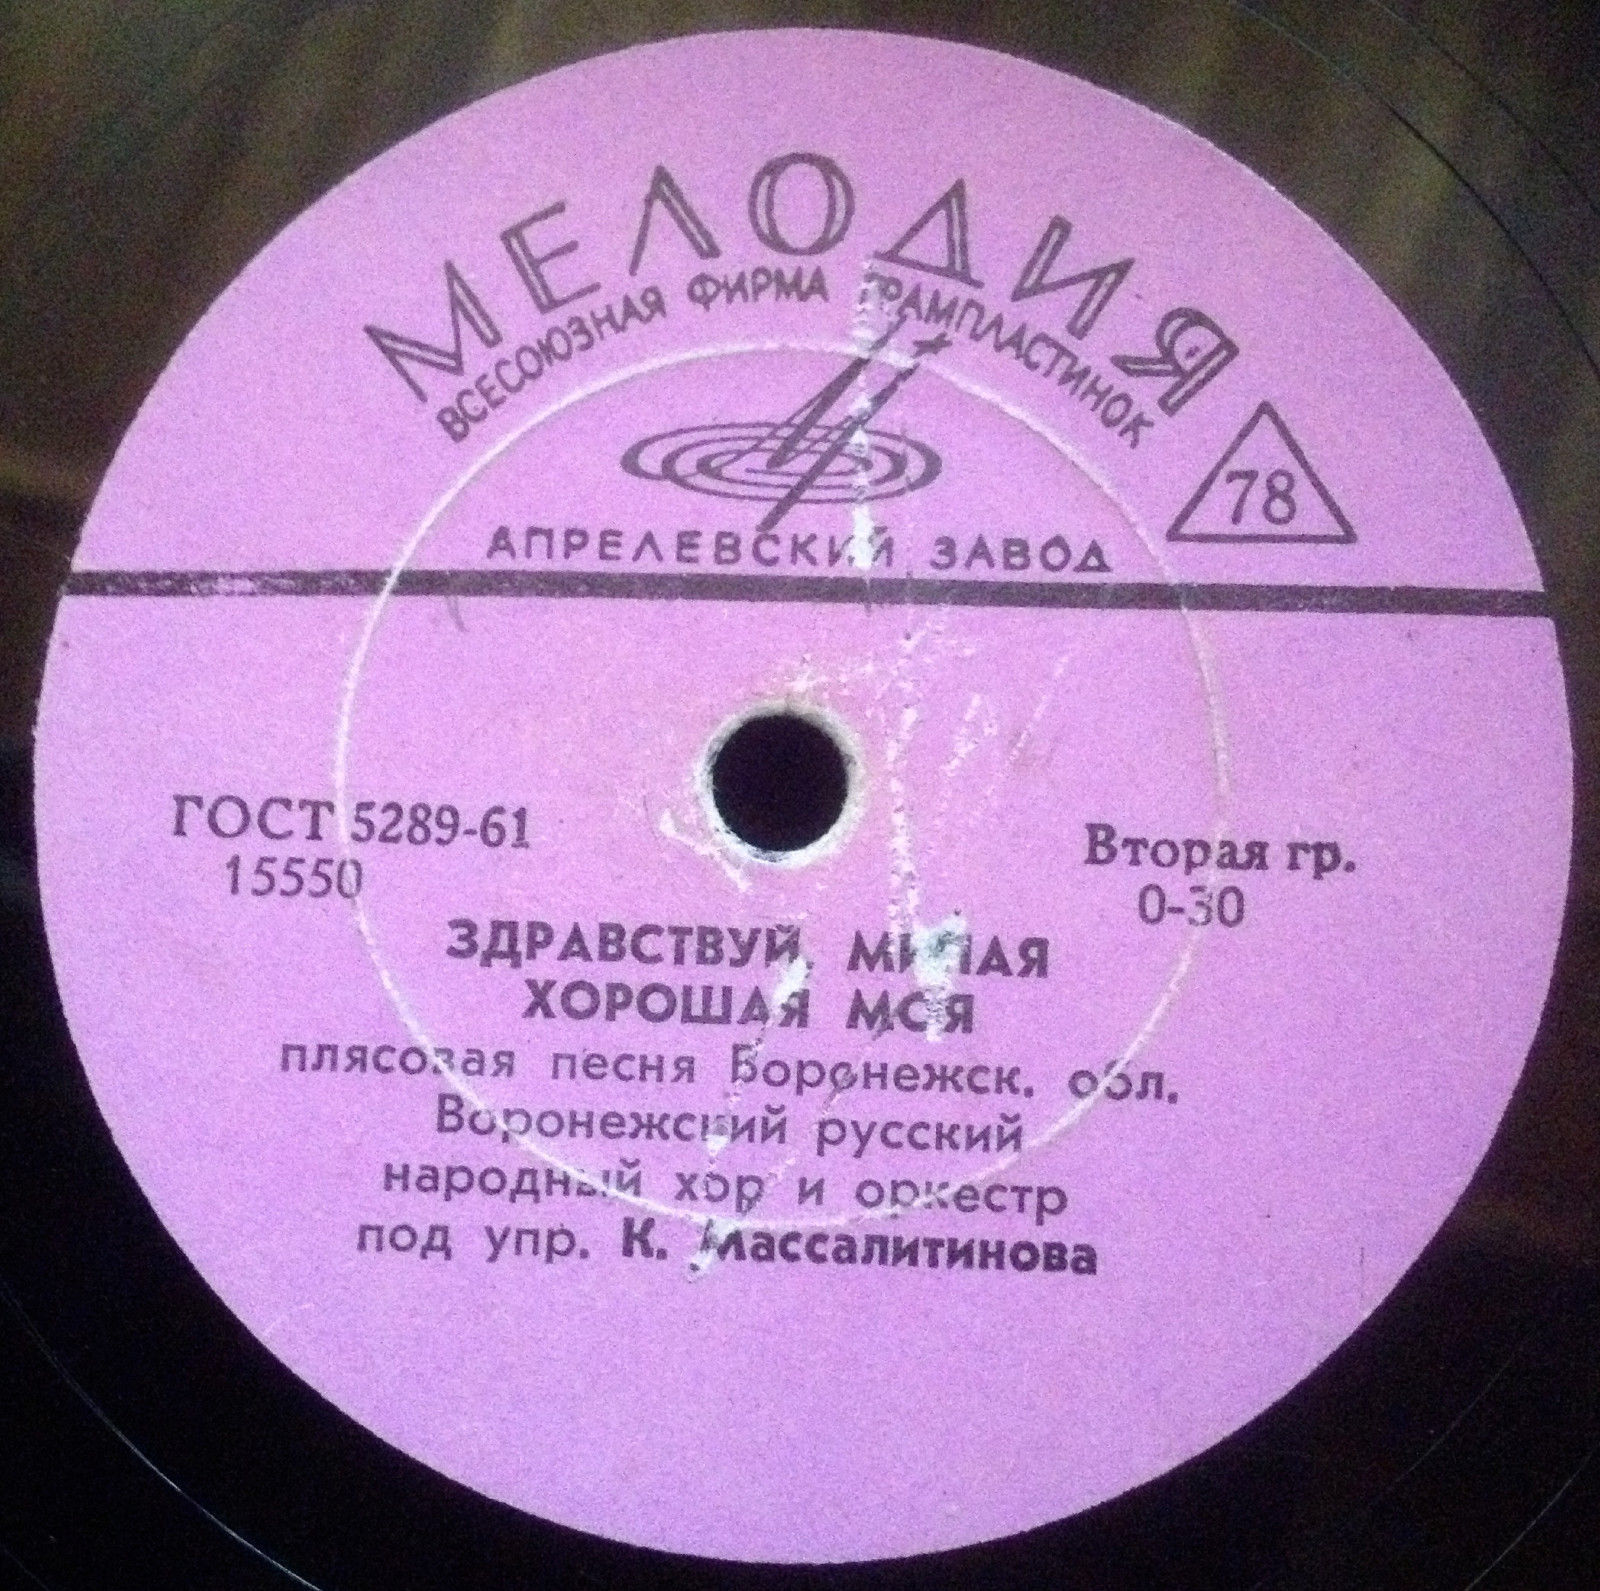 МЕЛОДИЯ
ВСЕСОЮЗНАЯ ФИРМА ГРАМПЛАСТИНОК
78
АПРЕЛЕВСКИЙ ЗАВОД
ГОСТ 5289-61
15550
Вторая гр.
0-30
ЗДРАВСТВУЙ, МИЛАЯ
ХОРОШАЯ МОЯ
плясовая песня Воронежск. обл.
Воронежский русский
народный хор и оркестр
под упр. К. Массалитинова